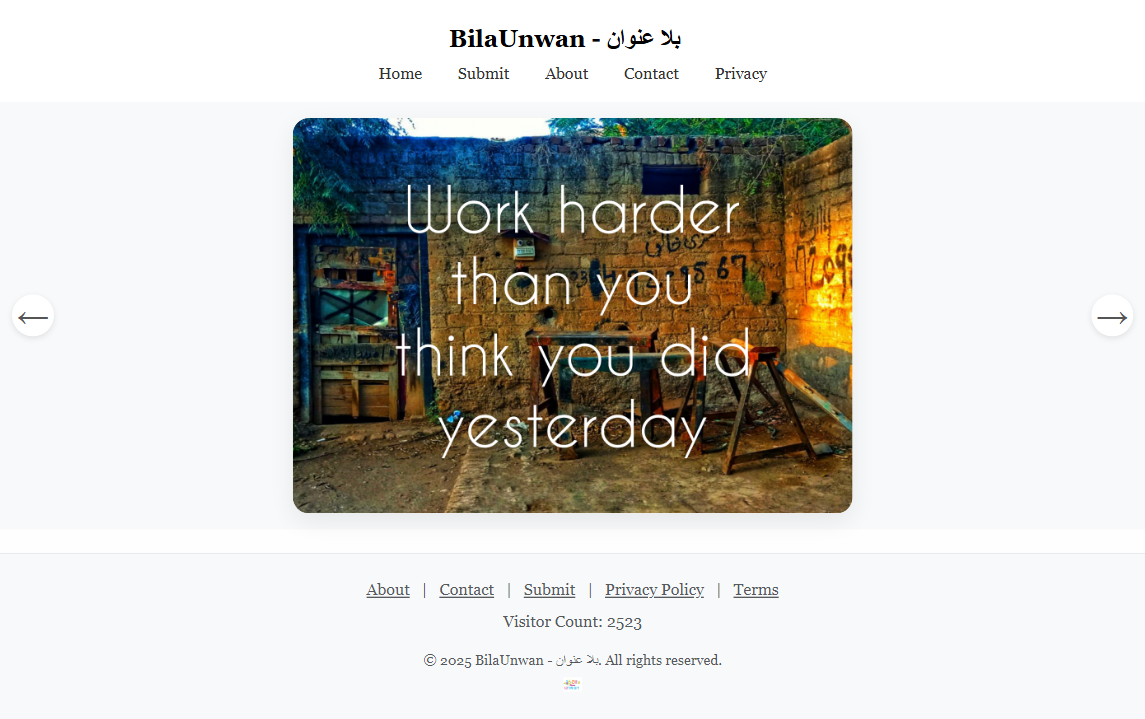 BilaUnwan - بلا عنوان
Home Submit About Contact Privacy
Work harder
than you
think you did
yesterday
← →
About | Contact | Submit | Privacy Policy | Terms
Visitor Count: 2523
© 2025 BilaUnwan - بلا عنوان. All rights reserved.